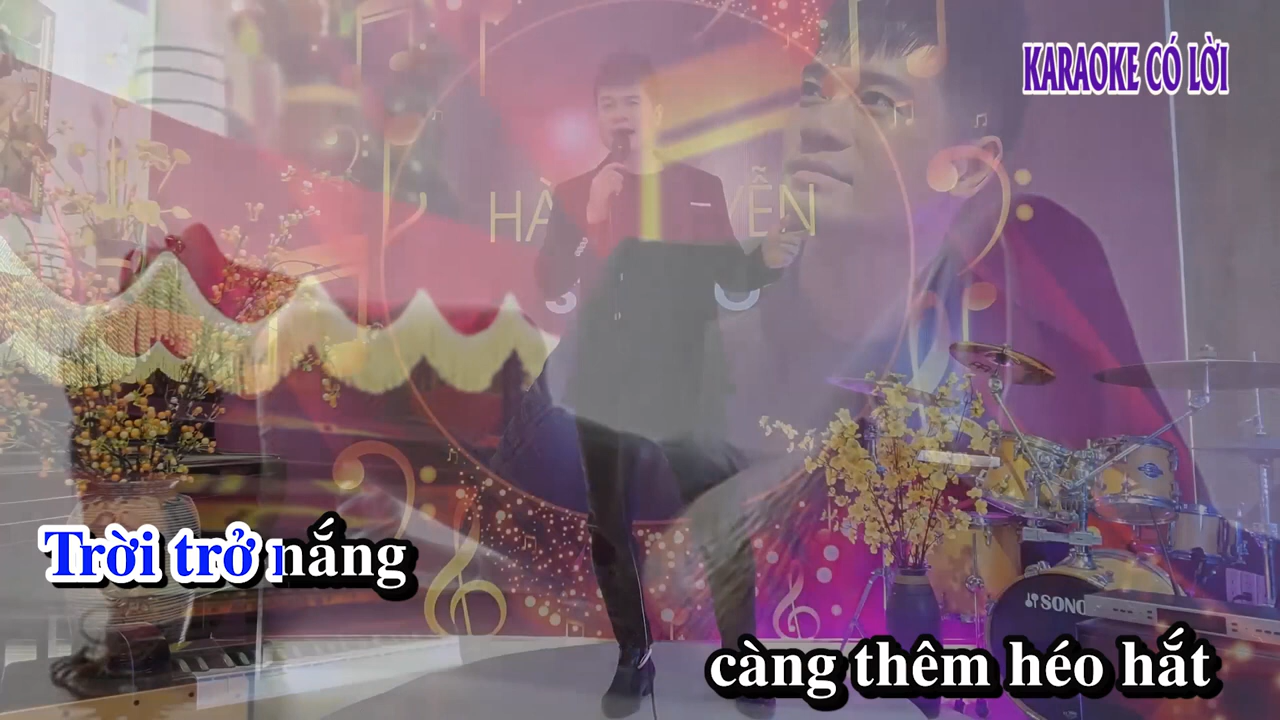 KARAOKE CÓ LỜI
Trời trở nắng
càng thêm héo hắt